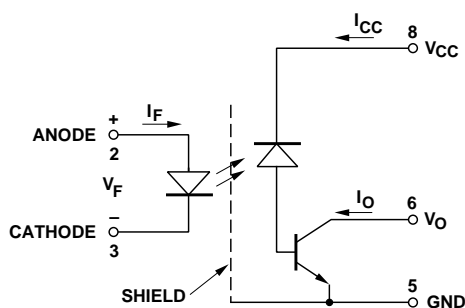 ICC
8
VCC
+
IF
ANODE
2
VF
IO
6
VO
−
CATHODE
3
SHIELD
5
GND